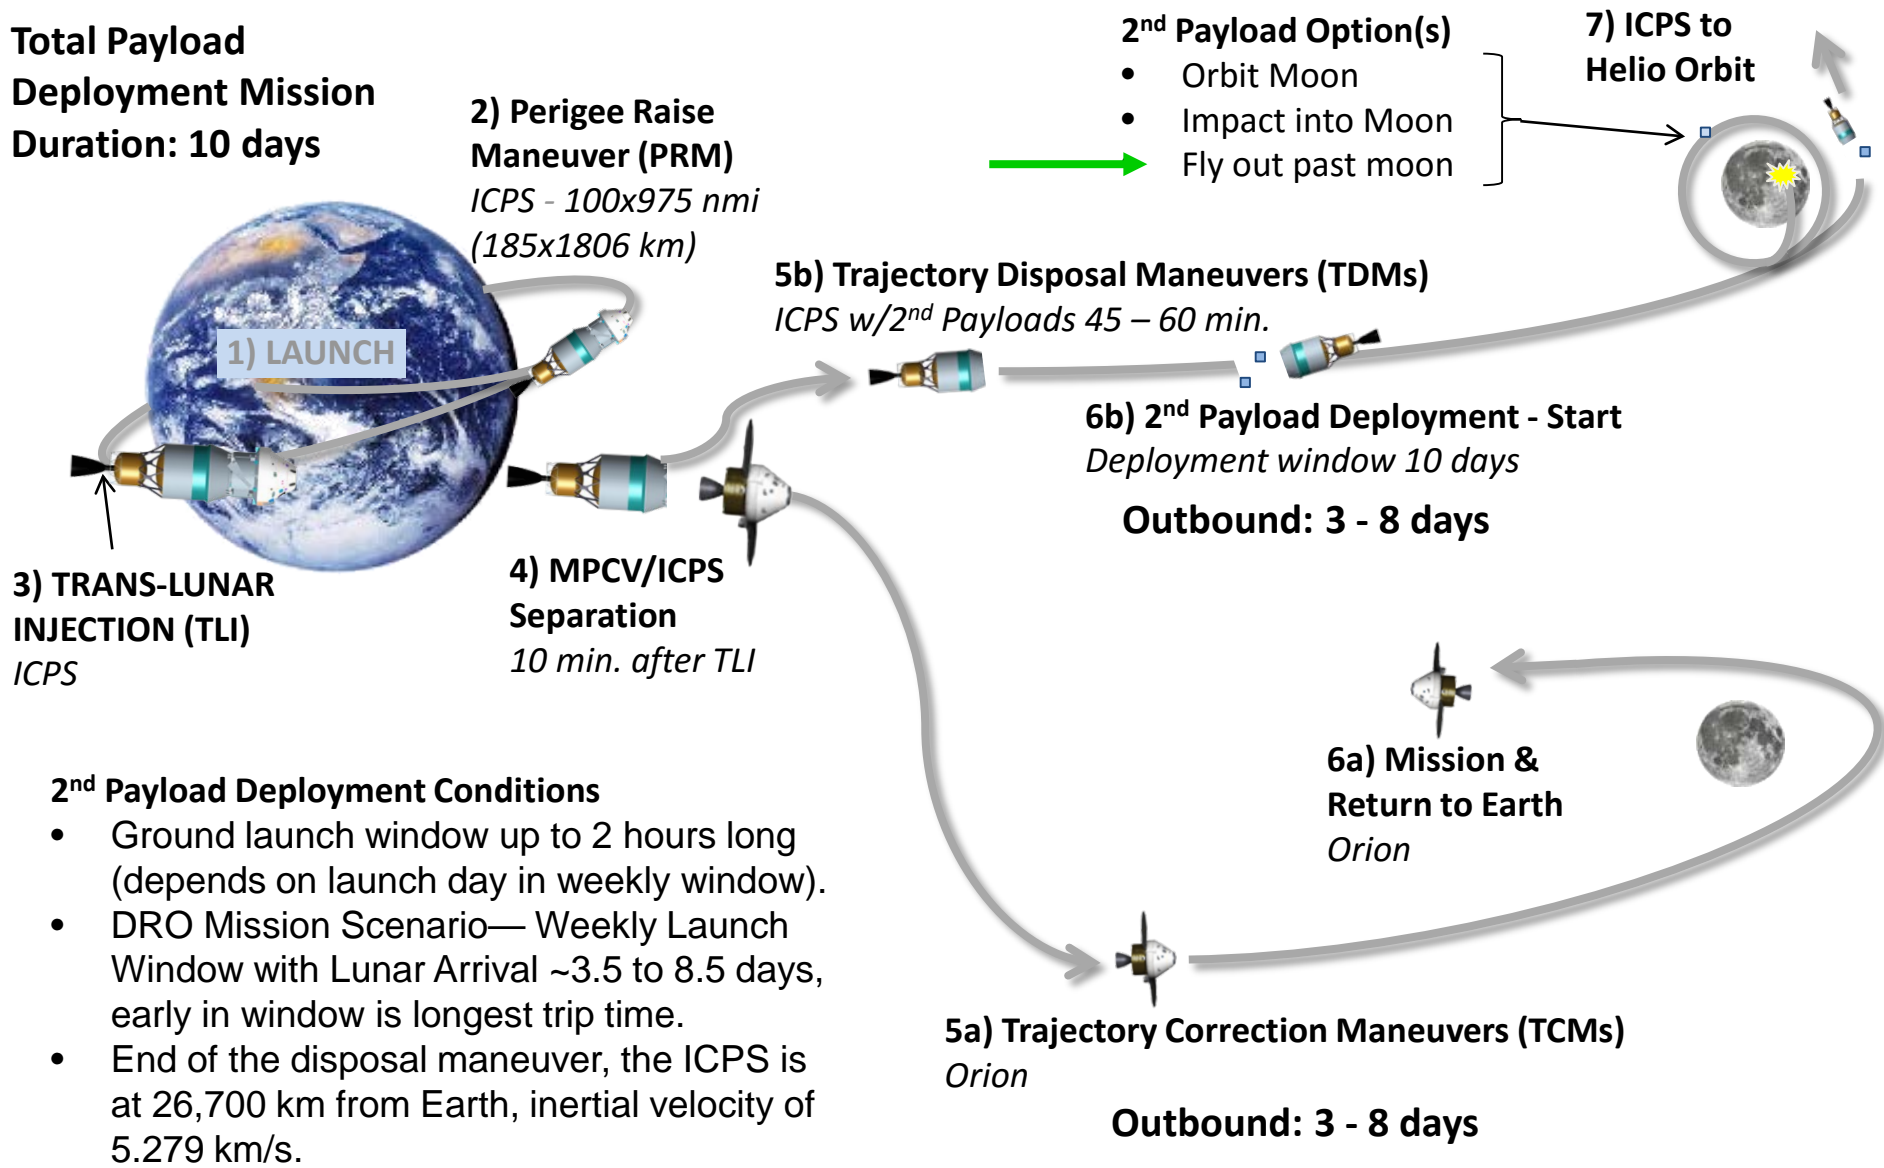 Total Payload
Deployment Mission
Duration: 10 days
2) Perigee Raise
Maneuver (PRM)
ICPS - 100x975 nmi
(185x1806 km)
2nd Payload Option(s)
• Orbit Moon
• Impact into Moon
• Fly out past moon
7) ICPS to
Helio Orbit
1) LAUNCH
5b) Trajectory Disposal Maneuvers (TDMs)
ICPS w/2nd Payloads 45 – 60 min.
6b) 2nd Payload Deployment - Start
Deployment window 10 days
Outbound: 3 - 8 days
3) TRANS-LUNAR
INJECTION (TLI)
ICPS
4) MPCV/ICPS
Separation
10 min. after TLI
6a) Mission &
Return to Earth
Orion
2nd Payload Deployment Conditions
• Ground launch window up to 2 hours long
(depends on launch day in weekly window).
• DRO Mission Scenario— Weekly Launch
Window with Lunar Arrival ~3.5 to 8.5 days,
early in window is longest trip time.
• End of the disposal maneuver, the ICPS is
at 26,700 km from Earth, inertial velocity of
5.279 km/s.
5a) Trajectory Correction Maneuvers (TCMs)
Orion
Outbound: 3 - 8 days